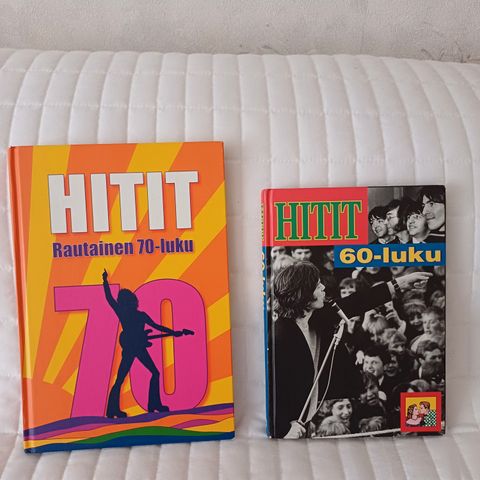 HITIT
Rautainen 70-luku
70
HITIT
60-luku